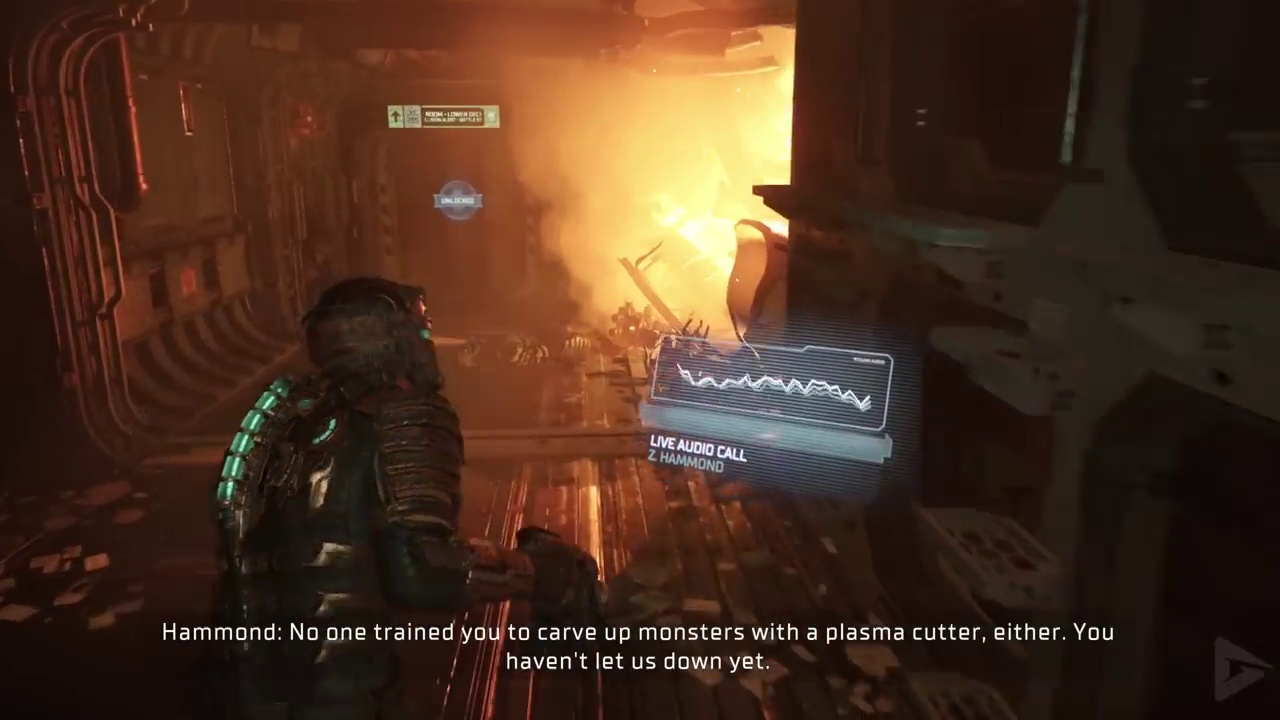 UNLOCKED
LIVE AUDIO CALL
Z. HAMMOND
Hammond: No one trained you to carve up monsters with a plasma cutter, either. You
haven't let us down yet.